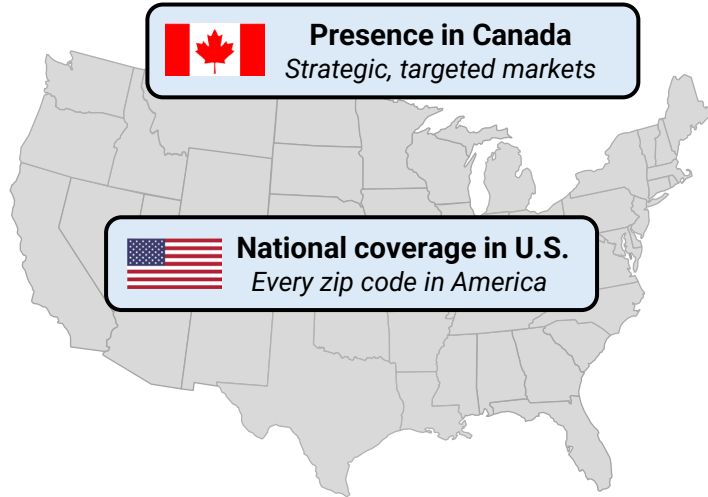 Presence in Canada
Strategic, targeted markets
National coverage in U.S.
Every zip code in America